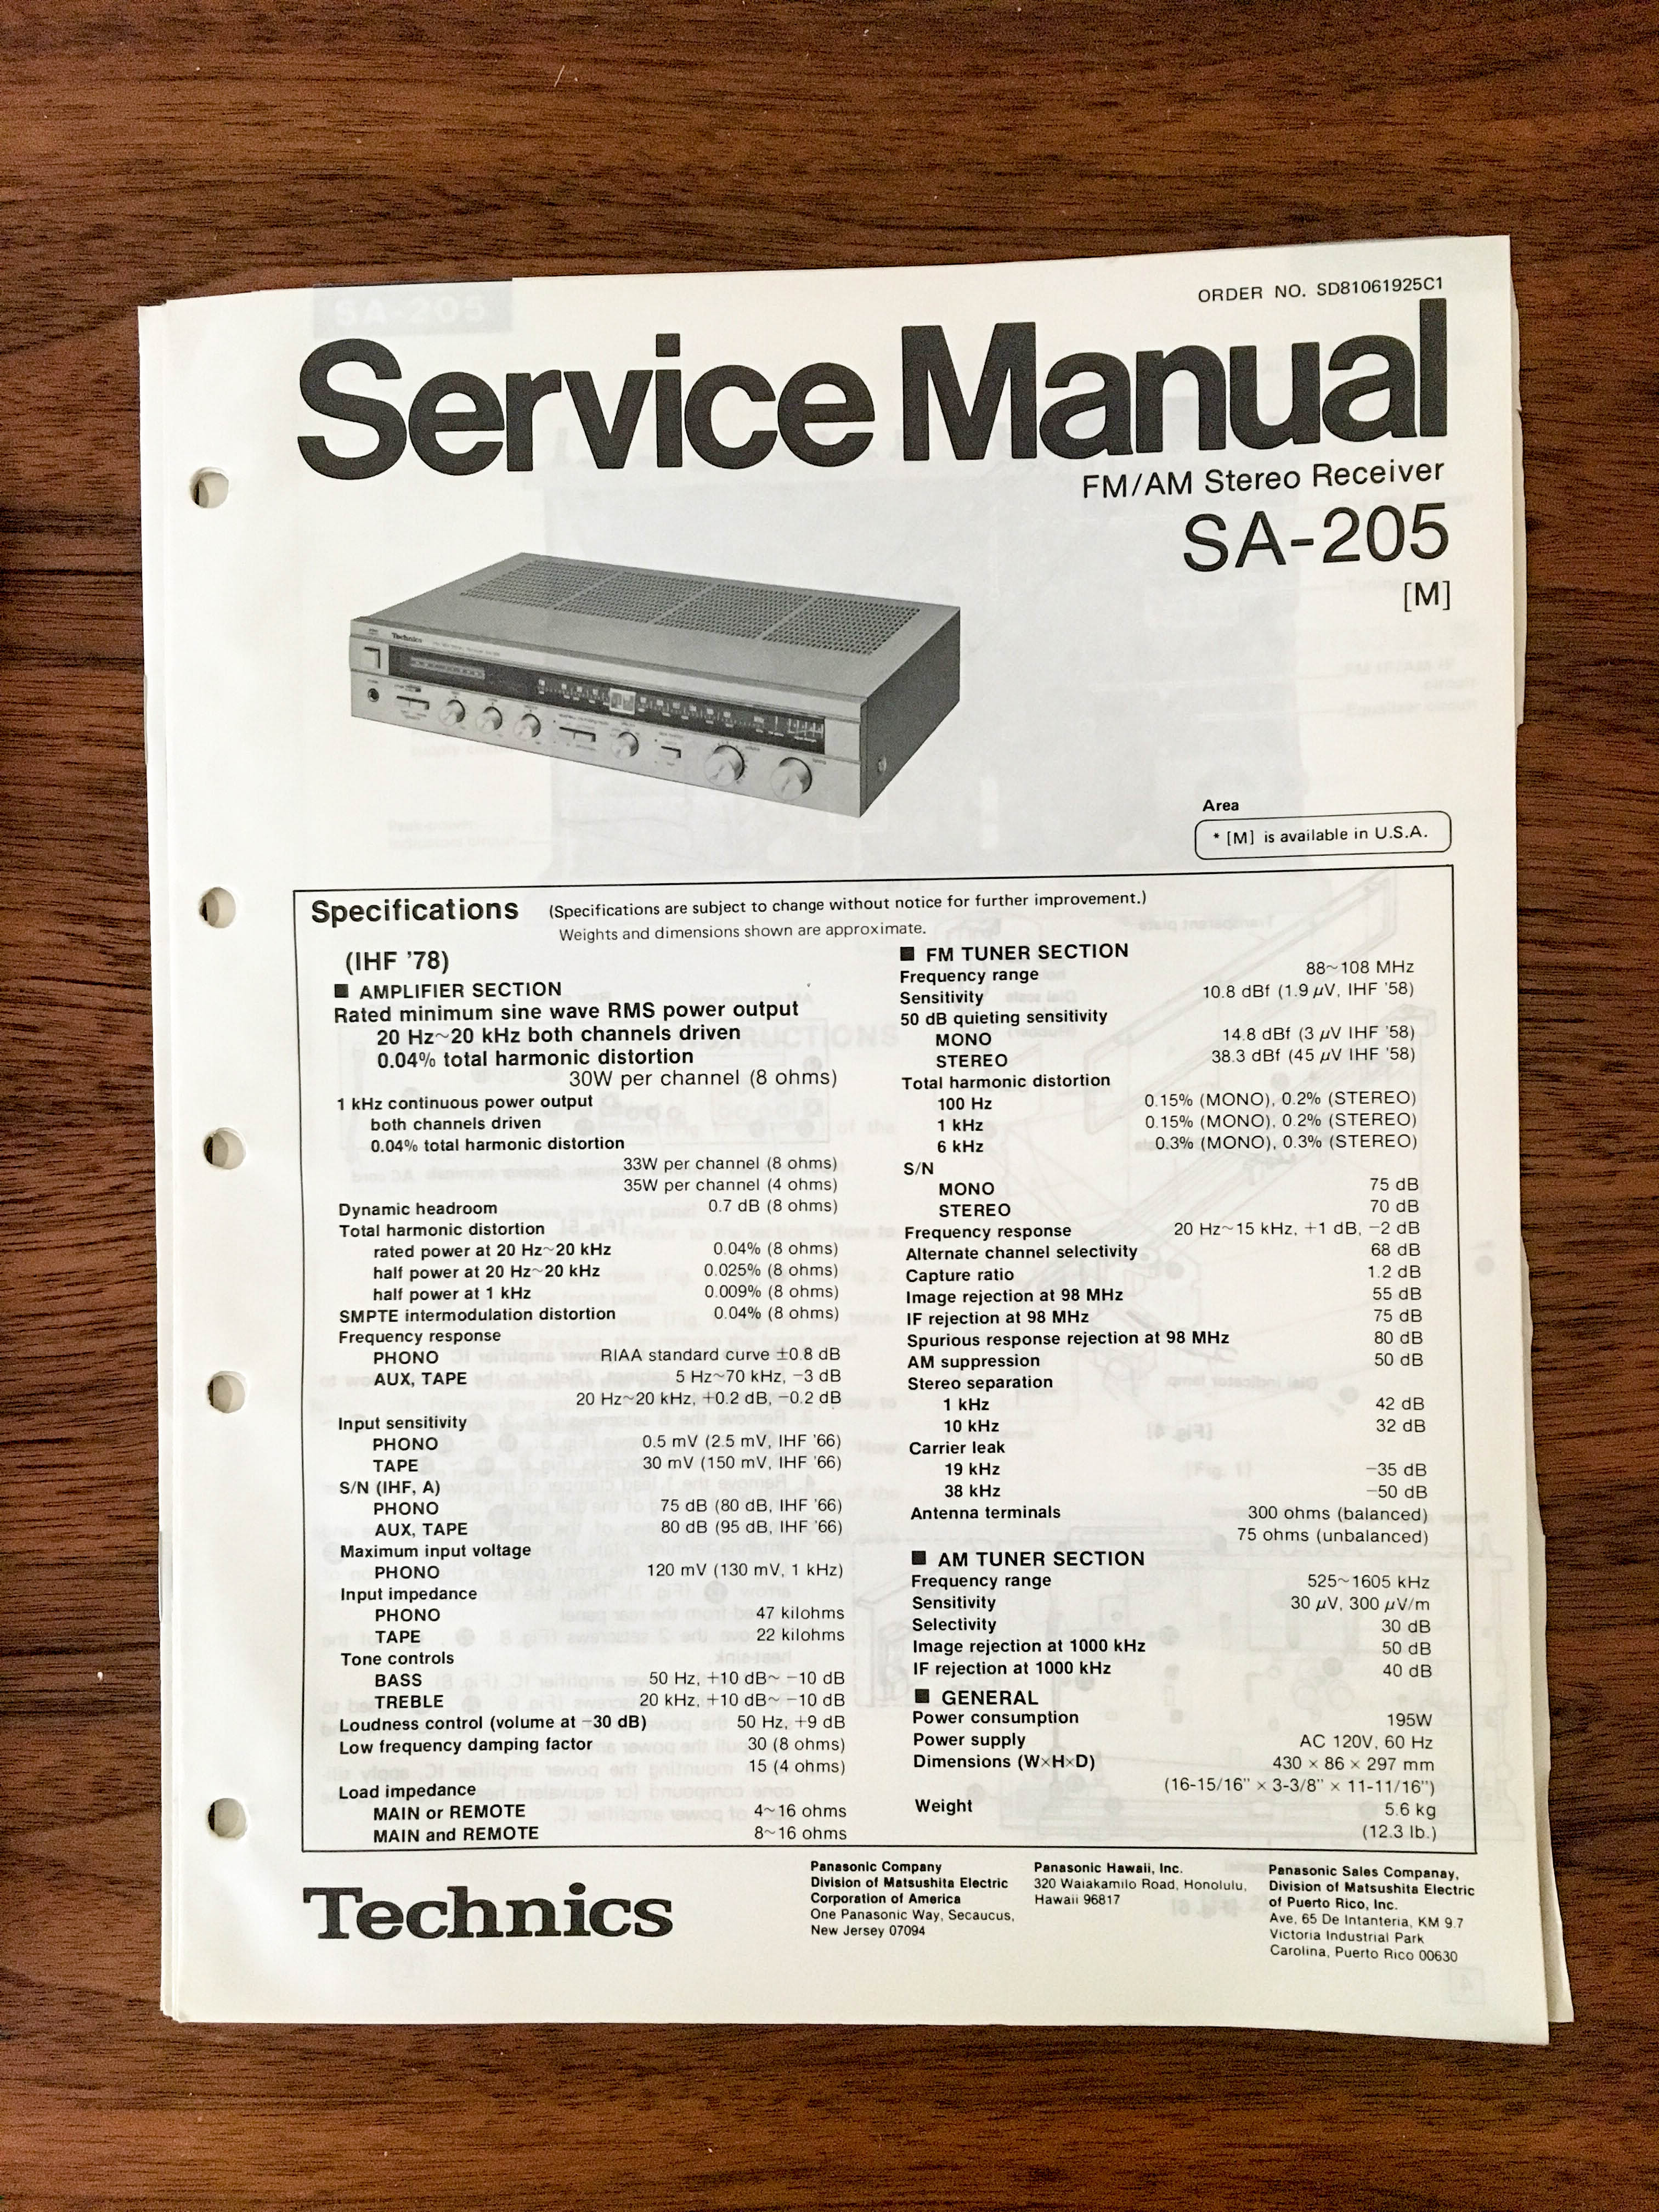 SA-205
ORDER NO. SD81061925C1
Service Manual
FM/AM Stereo Receiver
SA-205
[M]
Technics
Area
* [M] is available in U.S.A.
Specifications (Specifications are subject to change without notice for further improvement.)
Weights and dimensions shown are approximate.
(IHF '78)
■ AMPLIFIER SECTION
Rated minimum sine wave RMS power output
20 Hz~20 kHz both channels driven
0.04% total harmonic distortion
30W per channel (8 ohms)
1 kHz continuous power output
both channels driven
0.04% total harmonic distortion
33W per channel (8 ohms)
35W per channel (4 ohms)
Dynamic headroom 0.7 dB (8 ohms)
Total harmonic distortion
rated power at 20 Hz~20 kHz 0.04% (8 ohms)
half power at 20 Hz~20 kHz 0.025% (8 ohms)
half power at 1 kHz 0.009% (8 ohms)
SMPTE intermodulation distortion 0.04% (8 ohms)
Frequency response
PHONO RIAA standard curve ±0.8 dB
AUX, TAPE 5 Hz~70 kHz, −3 dB
20 Hz~20 kHz, +0.2 dB, −0.2 dB
Input sensitivity
PHONO 0.5 mV (2.5 mV, IHF '66)
TAPE 30 mV (150 mV, IHF '66)
S/N (IHF, A)
PHONO 75 dB (80 dB, IHF '66)
AUX, TAPE 80 dB (95 dB, IHF '66)
Maximum input voltage
PHONO 120 mV (130 mV, 1 kHz)
Input impedance
PHONO 47 kilohms
TAPE 22 kilohms
Tone controls
BASS 50 Hz, +10 dB~ −10 dB
TREBLE 20 kHz, +10 dB~ −10 dB
Loudness control (volume at −30 dB) 50 Hz, +9 dB
Low frequency damping factor 30 (8 ohms)
15 (4 ohms)
Load impedance
MAIN or REMOTE 4~16 ohms
MAIN and REMOTE 8~16 ohms
■ FM TUNER SECTION
Frequency range 88~108 MHz
Sensitivity 10.8 dBf (1.9 µV, IHF '58)
50 dB quieting sensitivity
MONO 14.8 dBf (3 µV IHF '58)
STEREO 38.3 dBf (45 µV IHF '58)
Total harmonic distortion
100 Hz 0.15% (MONO), 0.2% (STEREO)
1 kHz 0.15% (MONO), 0.2% (STEREO)
6 kHz 0.3% (MONO), 0.3% (STEREO)
S/N
MONO 75 dB
STEREO 70 dB
Frequency response 20 Hz~15 kHz, +1 dB, −2 dB
Alternate channel selectivity 68 dB
Capture ratio 1.2 dB
Image rejection at 98 MHz 55 dB
IF rejection at 98 MHz 75 dB
Spurious response rejection at 98 MHz 80 dB
AM suppression 50 dB
Stereo separation
1 kHz 42 dB
10 kHz 32 dB
Carrier leak
19 kHz −35 dB
38 kHz −50 dB
Antenna terminals 300 ohms (balanced)
75 ohms (unbalanced)
■ AM TUNER SECTION
Frequency range 525~1605 kHz
Sensitivity 30 µV, 300 µV/m
Selectivity 30 dB
Image rejection at 1000 kHz 50 dB
IF rejection at 1000 kHz 40 dB
■ GENERAL
Power consumption 195W
Power supply AC 120V, 60 Hz
Dimensions (W×H×D) 430 × 86 × 297 mm
(16-15/16" × 3-3/8" × 11-11/16")
Weight 5.6 kg
(12.3 lb.)
Technics
Panasonic Company
Division of Matsushita Electric
Corporation of America
One Panasonic Way, Secaucus,
New Jersey 07094
Panasonic Hawaii, Inc.
320 Waiakamilo Road, Honolulu,
Hawaii 96817
Panasonic Sales Companay,
Division of Matsushita Electric
of Puerto Rico, Inc.
Ave, 65 De Intanteria, KM 9.7
Victoria Industrial Park
Carolina, Puerto Rico 00630